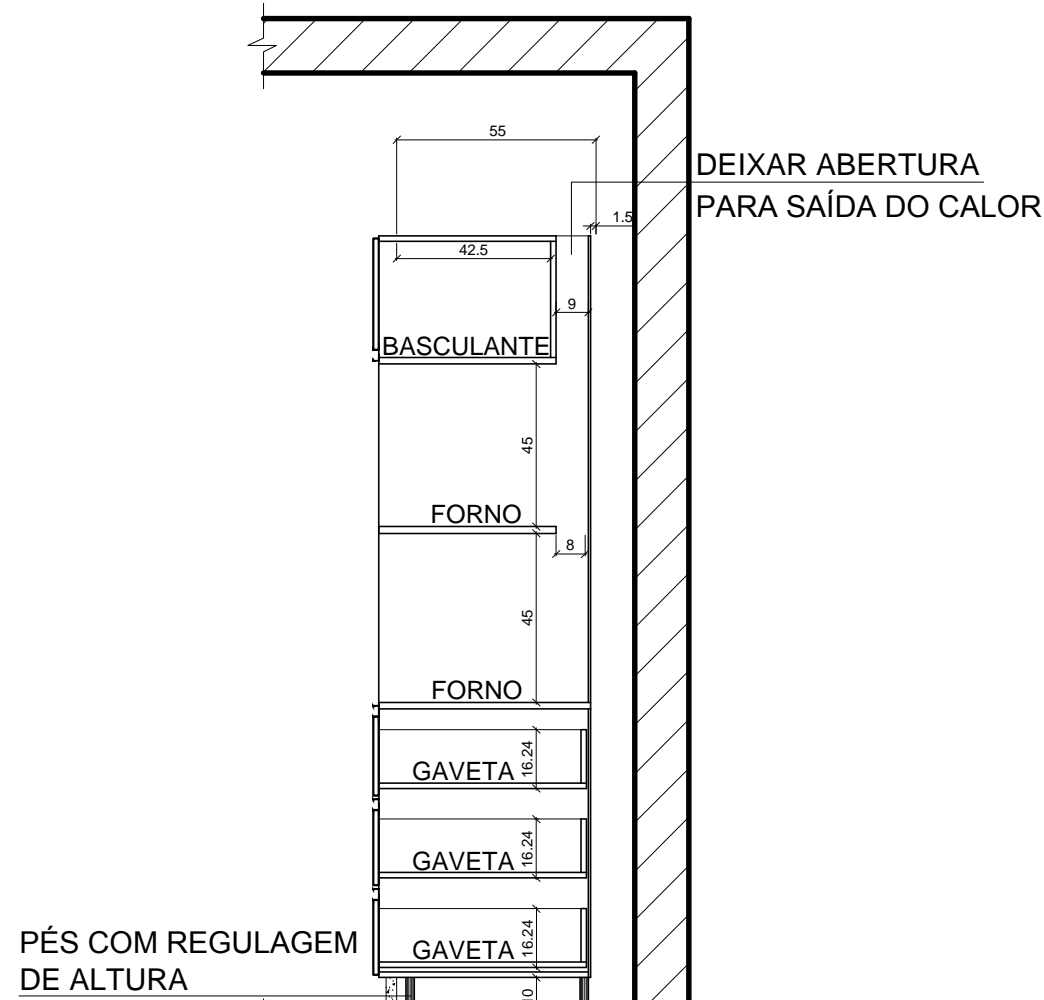 55
DEIXAR ABERTURA
PARA SAÍDA DO CALOR
1.5
42.5
9
BASCULANTE
45
FORNO
8
45
FORNO
16.24
GAVETA
16.24
GAVETA
16.24
GAVETA
PÉS COM REGULAGEM
DE ALTURA
10